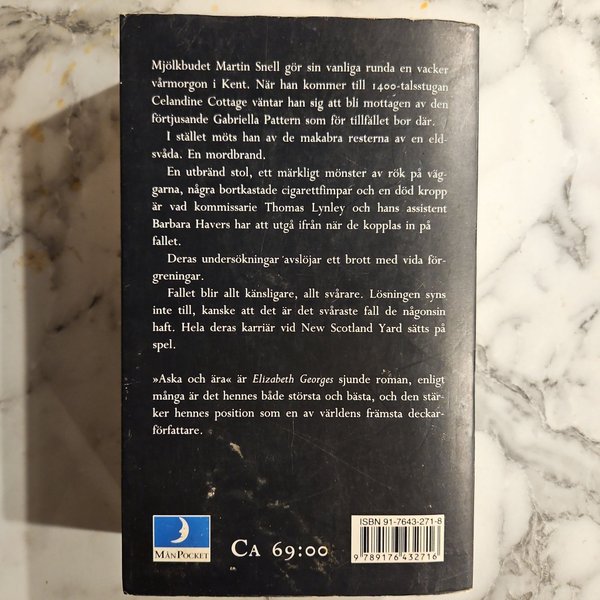 Mjölkbudet Martin Snell gör sin vanliga runda en vacker
vårmorgon i Kent. När han kommer till 1400-talsstugan
Celandine Cottage väntar han sig att bli mottagen av den
förtjusande Gabriella Pattern som för tillfället bor där.
I stället möts han av de makabra resterna av en eld-
svåda. En mordbrand.
En utbränd stol, ett märkligt mönster av rök på väg-
garna, några bortkastade cigarettfimpar och en död kropp
är vad kommissarie Thomas Lynley och hans assistent
Barbara Havers har att utgå ifrån när de kopplas in på
fallet.
Deras undersökningar avslöjar ett brott med vida för-
greningar.
Fallet blir allt känsligare, allt svårare. Lösningen syns
inte till, kanske att det är det svåraste fall de någonsin
haft. Hela deras karriär vid New Scotland Yard sätts på
spel.
»Aska och ära« är Elizabeth Georges sjunde roman, enligt
många är det hennes både största och bästa, och den stär-
ker hennes position som en av världens främsta deckar-
författare.
MÅNPOCKET
CA 69:00
ISBN 91-7643-271-8
9 789176 432716